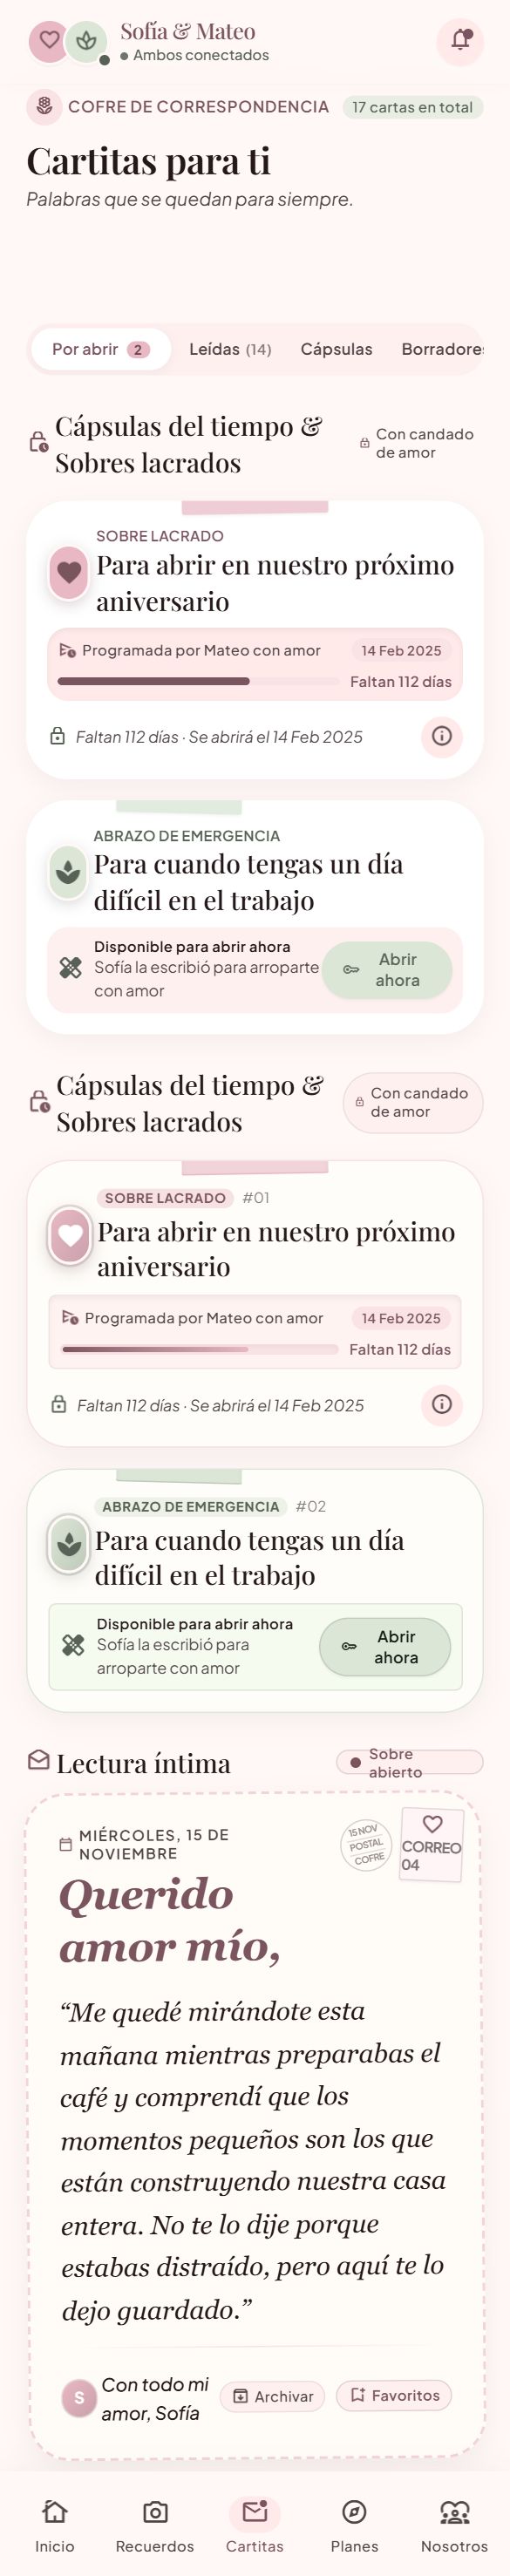 Sofía & Mateo
Ambos conectados
COFRE DE CORRESPONDENCIA
17 cartas en total
Cartitas para ti
Palabras que se quedan para siempre.
Por abrir 2 Leídas (14) Cápsulas Borradores
Cápsulas del tiempo &
Sobres lacrados
Con candado
de amor
SOBRE LACRADO
Para abrir en nuestro próximo
aniversario
Programada por Mateo con amor 14 Feb 2025
Faltan 112 días
Faltan 112 días · Se abrirá el 14 Feb 2025
ABRAZO DE EMERGENCIA
Para cuando tengas un día
difícil en el trabajo
Disponible para abrir ahora
Sofía la escribió para arroparte
con amor
Abrir
ahora
Cápsulas del tiempo &
Sobres lacrados
Con candado
de amor
SOBRE LACRADO #01
Para abrir en nuestro próximo
aniversario
Programada por Mateo con amor 14 Feb 2025
Faltan 112 días
Faltan 112 días · Se abrirá el 14 Feb 2025
ABRAZO DE EMERGENCIA #02
Para cuando tengas un día
difícil en el trabajo
Disponible para abrir ahora
Sofía la escribió para
arroparte con amor
Abrir
ahora
Lectura íntima
Sobre
abierto
MIÉRCOLES, 15 DE
NOVIEMBRE
15 NOV
POSTAL
COFRE
CORREO
04
Querido
amor mío,
“Me quedé mirándote esta
mañana mientras preparabas el
café y comprendí que los
momentos pequeños son los que
están construyendo nuestra casa
entera. No te lo dije porque
estabas distraído, pero aquí te lo
dejo guardado.”
S
Con todo mi
amor, Sofía
Archivar
Favoritos
Inicio Recuerdos Cartitas Planes Nosotros